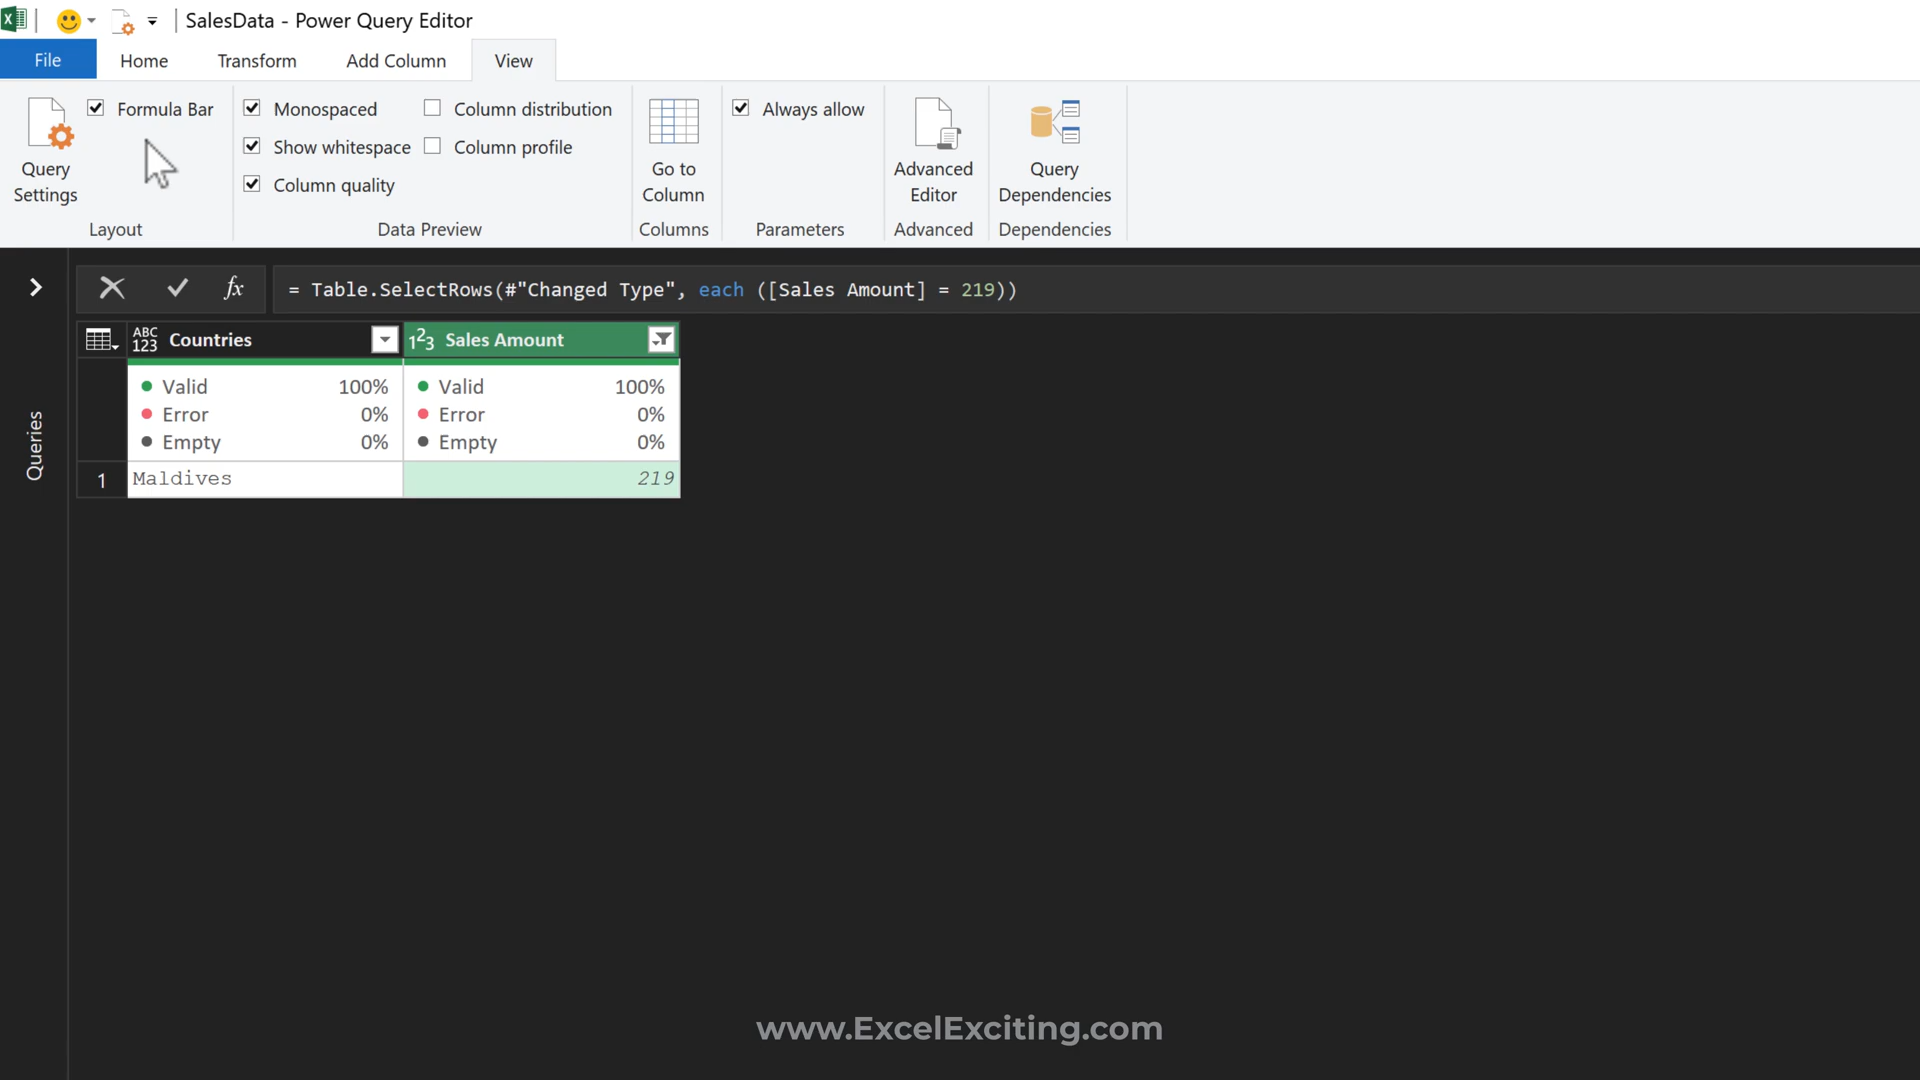 SalesData - Power Query Editor
File Home Transform Add Column View
Query Settings
Formula Bar
Layout
Monospaced
Show whitespace
Column quality
Column distribution
Column profile
Data Preview
Go to Column
Columns
Always allow
Parameters
Advanced Editor
Advanced
Query Dependencies
Dependencies
fx = Table.SelectRows(#"Changed Type", each ([Sales Amount] = 219))
Queries
ABC 123 Countries 123 Sales Amount
Valid 100% Valid 100%
Error 0% Error 0%
Empty 0% Empty 0%
1 Maldives 219
www.ExcelExciting.com